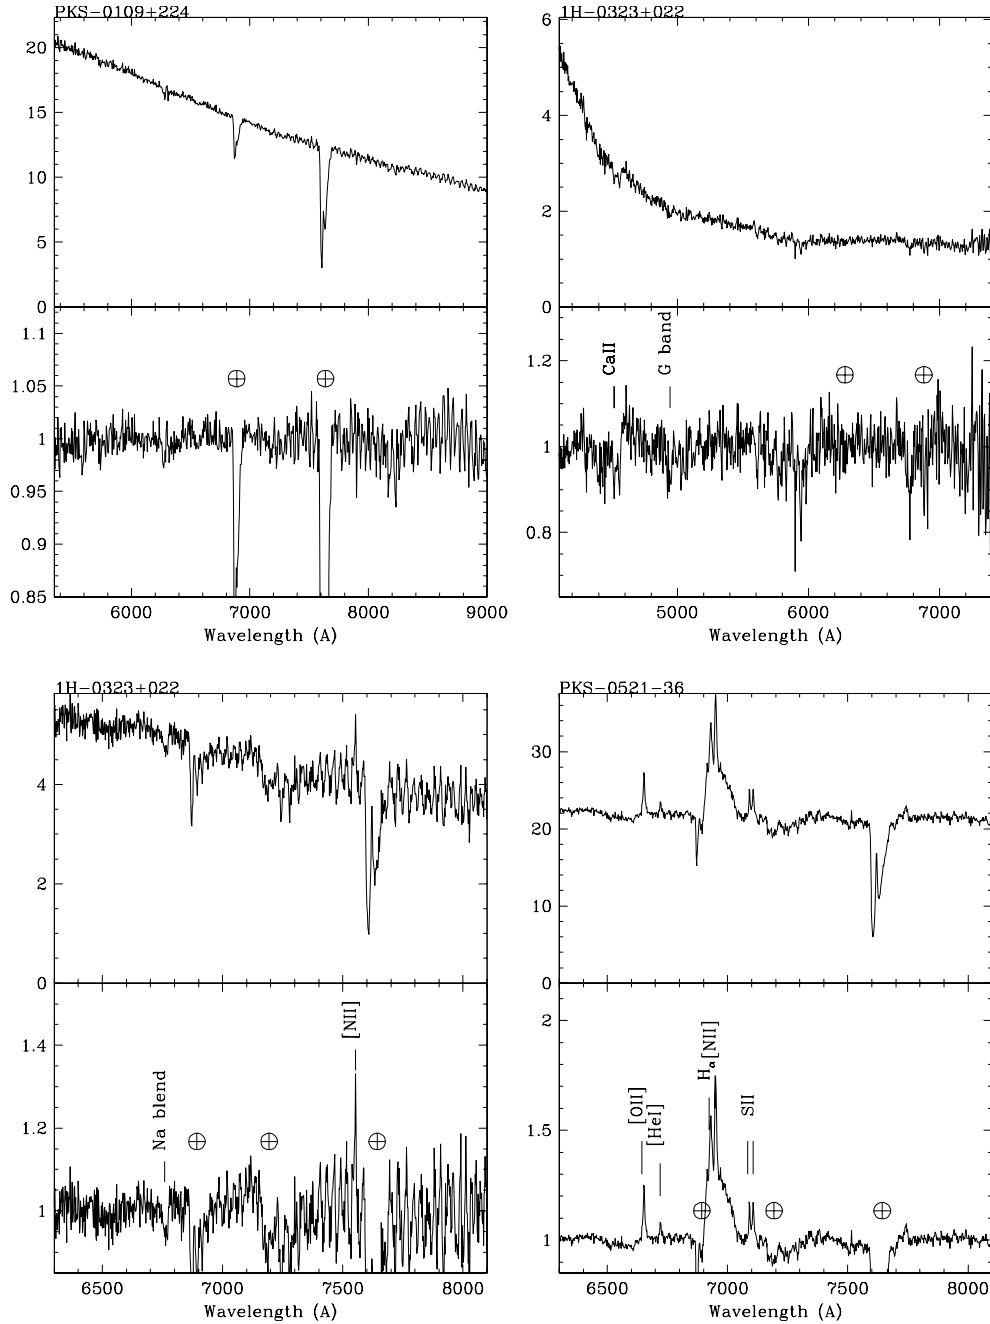 PKS-0109+224
20
15
10
5
0
1.1
1.05
1
0.95
0.9
0.85
6000 7000 8000 9000
Wavelength (A)
1H-0323+022
6
4
2
0
CaII
G band
1.2
1
0.8
5000 6000 7000
Wavelength (A)
1H-0323+022
4
2
0
Na blend
[NII]
1.4
1.2
1
6500 7000 7500 8000
Wavelength (A)
PKS-0521-36
30
20
10
0
[OII]
[HeI]
Hα[NII]
SII
2
1.5
1
6500 7000 7500 8000
Wavelength (A)